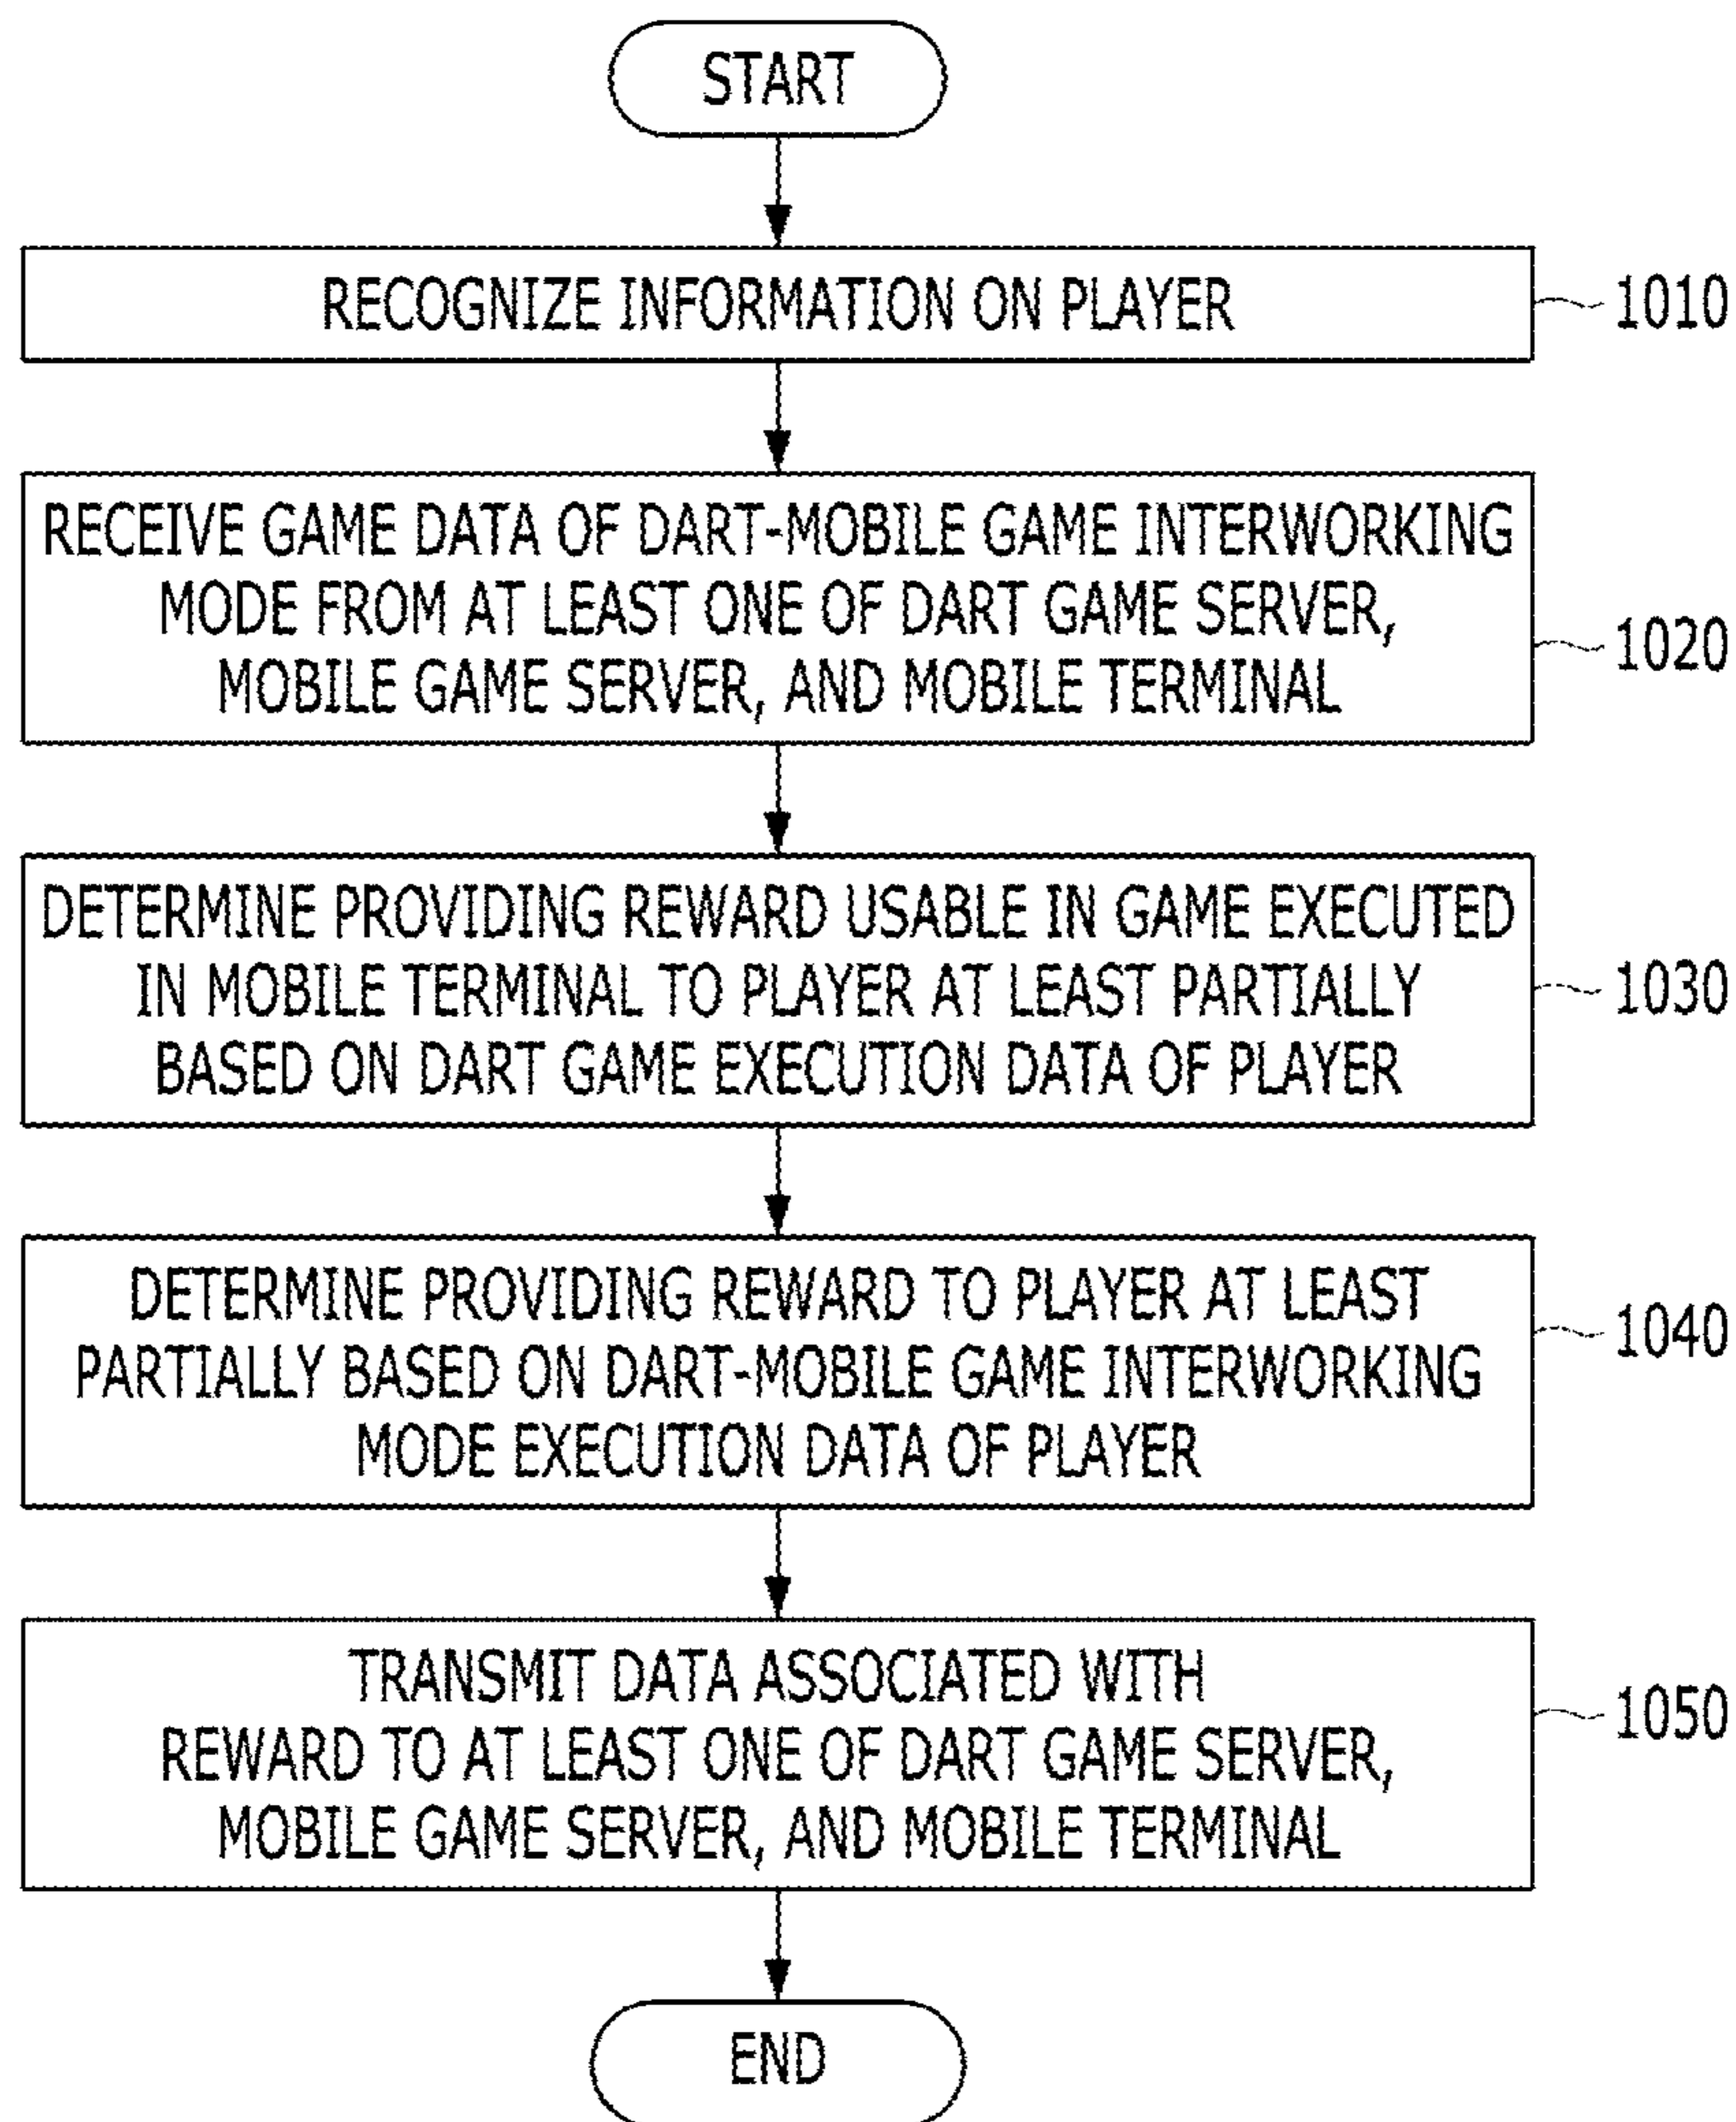 START
RECOGNIZE INFORMATION ON PLAYER
1010
RECEIVE GAME DATA OF DART-MOBILE GAME INTERWORKING
MODE FROM AT LEAST ONE OF DART GAME SERVER,
MOBILE GAME SERVER, AND MOBILE TERMINAL
1020
DETERMINE PROVIDING REWARD USABLE IN GAME EXECUTED
IN MOBILE TERMINAL TO PLAYER AT LEAST PARTIALLY
BASED ON DART GAME EXECUTION DATA OF PLAYER
1030
DETERMINE PROVIDING REWARD TO PLAYER AT LEAST
PARTIALLY BASED ON DART-MOBILE GAME INTERWORKING
MODE EXECUTION DATA OF PLAYER
1040
TRANSMIT DATA ASSOCIATED WITH
REWARD TO AT LEAST ONE OF DART GAME SERVER,
MOBILE GAME SERVER, AND MOBILE TERMINAL
1050
END